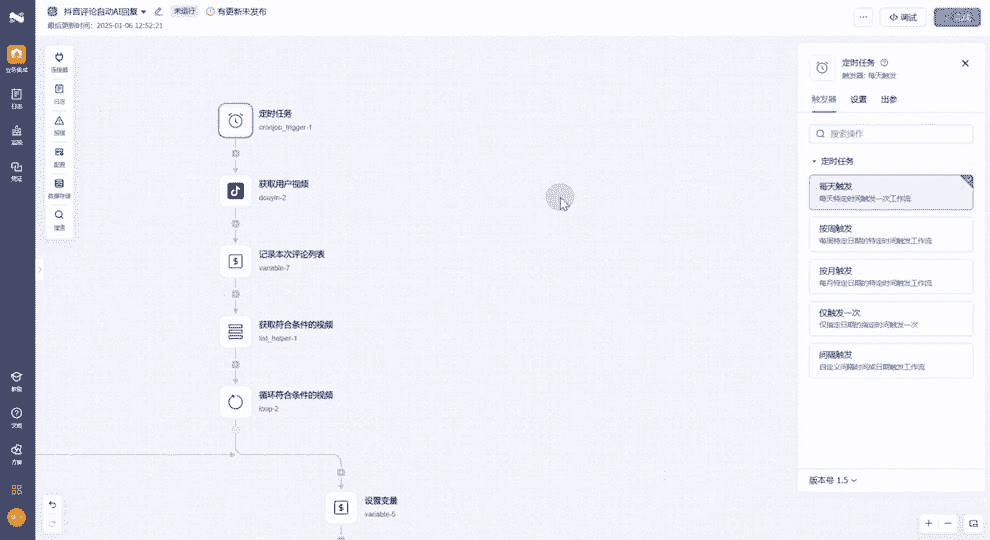 抖音评论自动AI回复
未运行
有更新未发布
最后更新时间：2025-01-06 12:52:21
调试
业务集成
日志
凭证
教程
文档
方案
连接器
日志
配置
数据存储
搜索
定时任务
cronjob_trigger-1
获取用户视频
douyin-2
记录本次评论列表
variable-7
获取符合条件的视频
list_helper-1
循环符合条件的视频
loop-2
设置变量
variable-5
定时任务
触发器: 每天触发
触发器
设置
出参
搜索操作
定时任务
每天触发
每天特定时间触发一次工作流
按周触发
每周特定日期的特定时间触发工作流
按月触发
每月特定日期的特定时间触发工作流
仅触发一次
仅指定日期的指定时间触发一次
间隔触发
自定义间隔时间或日期触发工作流
版本号 1.5